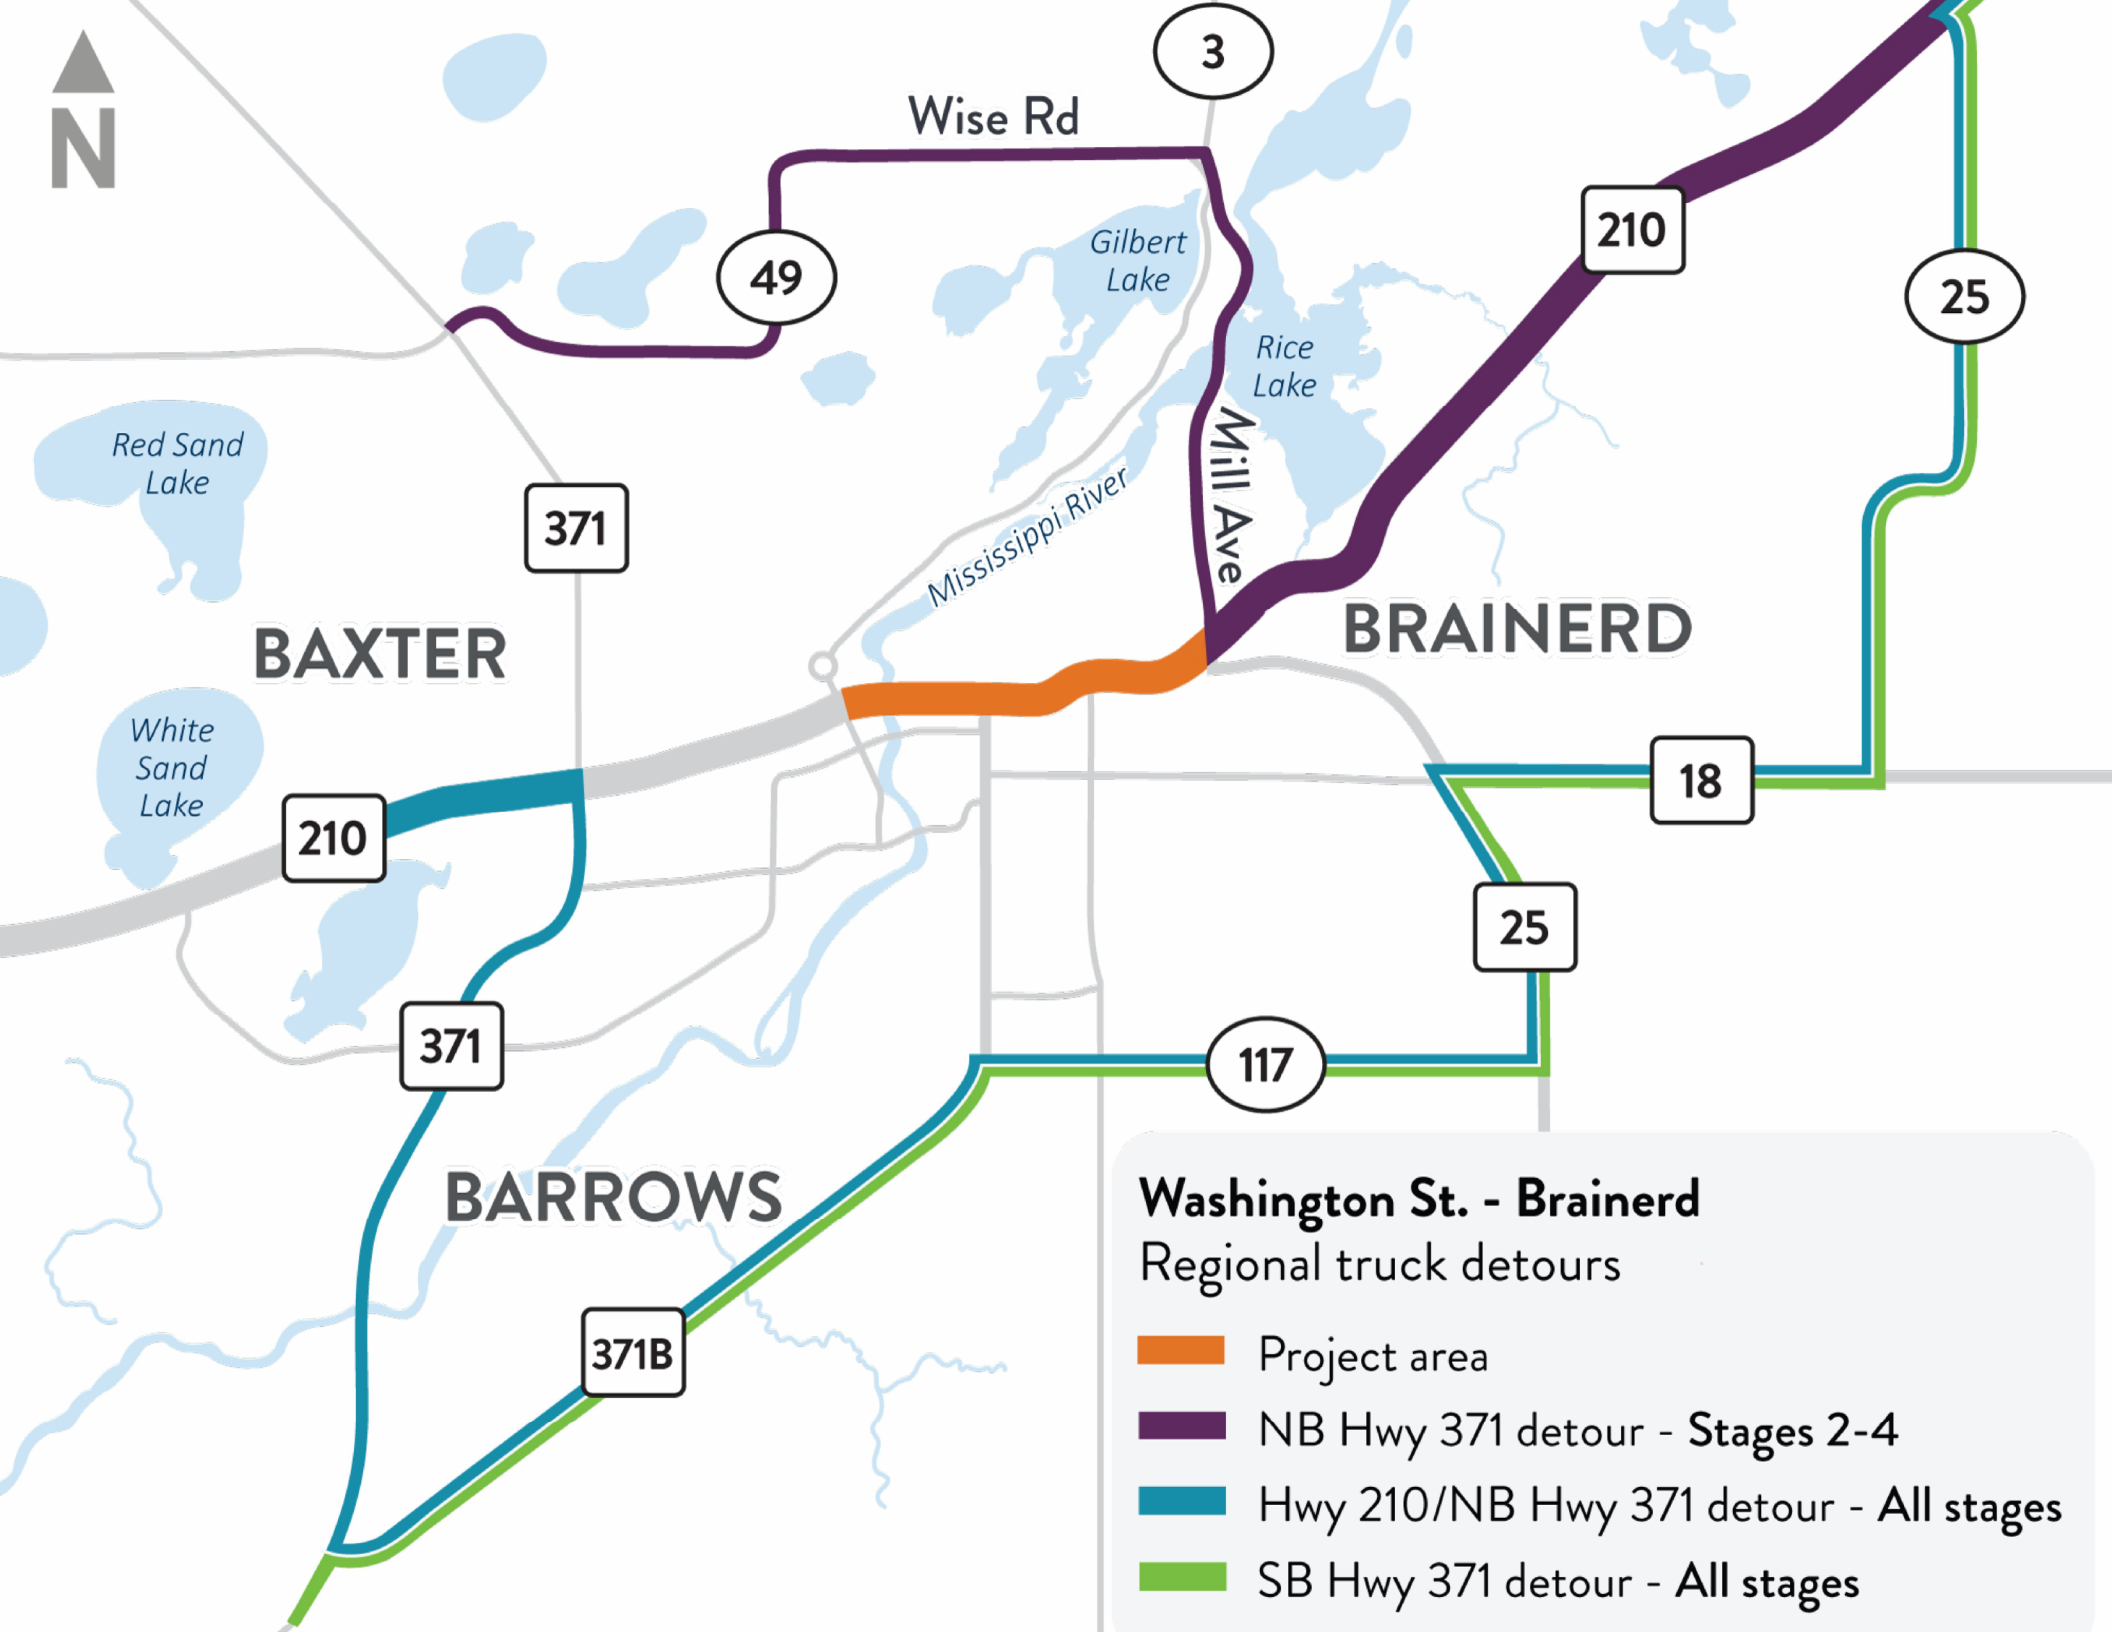 N
3
Wise Rd
210
49
25
Gilbert
Lake
Rice
Lake
Red Sand
Lake
371
Mill Ave
Mississippi River
BAXTER
BRAINERD
White
Sand
Lake
210
18
25
371
117
BARROWS
371B
Washington St. - Brainerd
Regional truck detours
Project area
NB Hwy 371 detour - Stages 2-4
Hwy 210/NB Hwy 371 detour - All stages
SB Hwy 371 detour - All stages